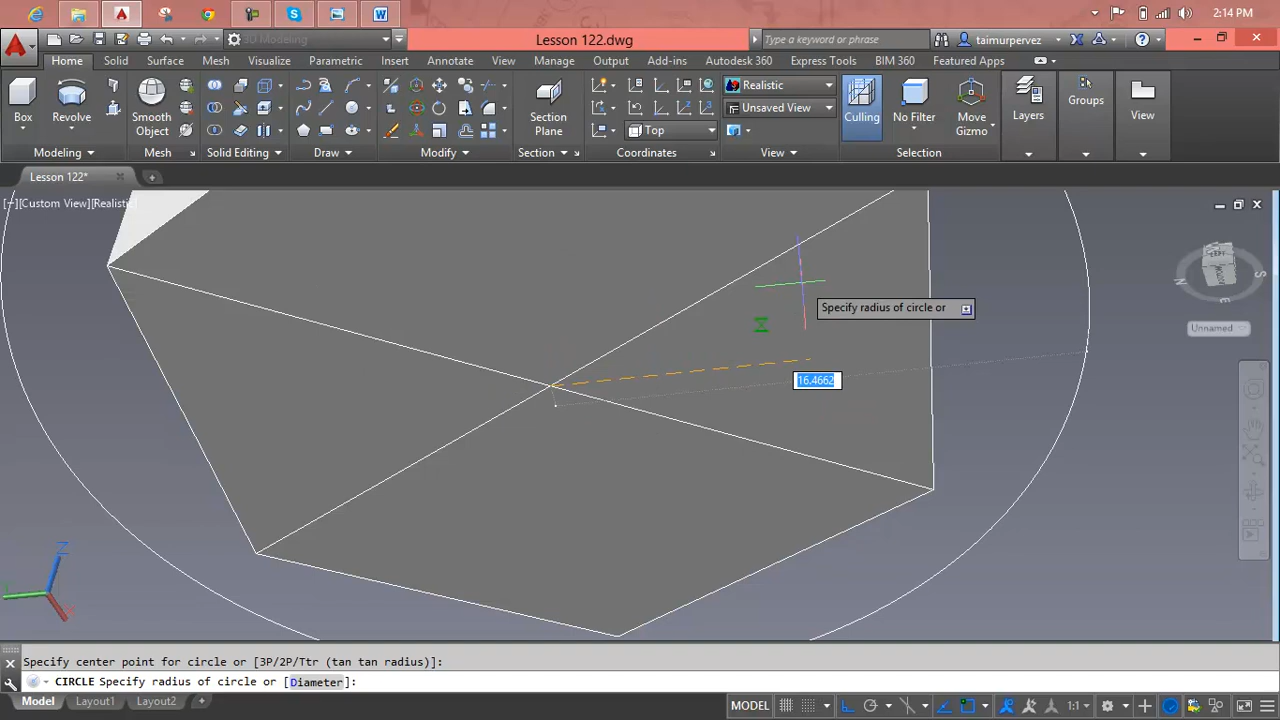 2:14 PM
3D Modeling
Lesson 122.dwg
Type a keyword or phrase
taimurpervez
Home
Solid
Surface
Mesh
Visualize
Parametric
Insert
Annotate
View
Manage
Output
Add-ins
Autodesk 360
Express Tools
BIM 360
Featured Apps
Box
Revolve
Smooth Object
Section Plane
Realistic
Unsaved View
Top
Culling
No Filter
Move Gizmo
Layers
Groups
View
Modeling
Mesh
Solid Editing
Draw
Modify
Section
Coordinates
View
Selection
Lesson 122*
[−][Custom View][Realistic]
LEFT
N
S
E
Unnamed
Specify radius of circle or
16.4662
Z
Specify center point for circle or [3P/2P/Ttr (tan tan radius)]:
CIRCLE Specify radius of circle or [Diameter]:
Model
Layout1
Layout2
MODEL
1:1